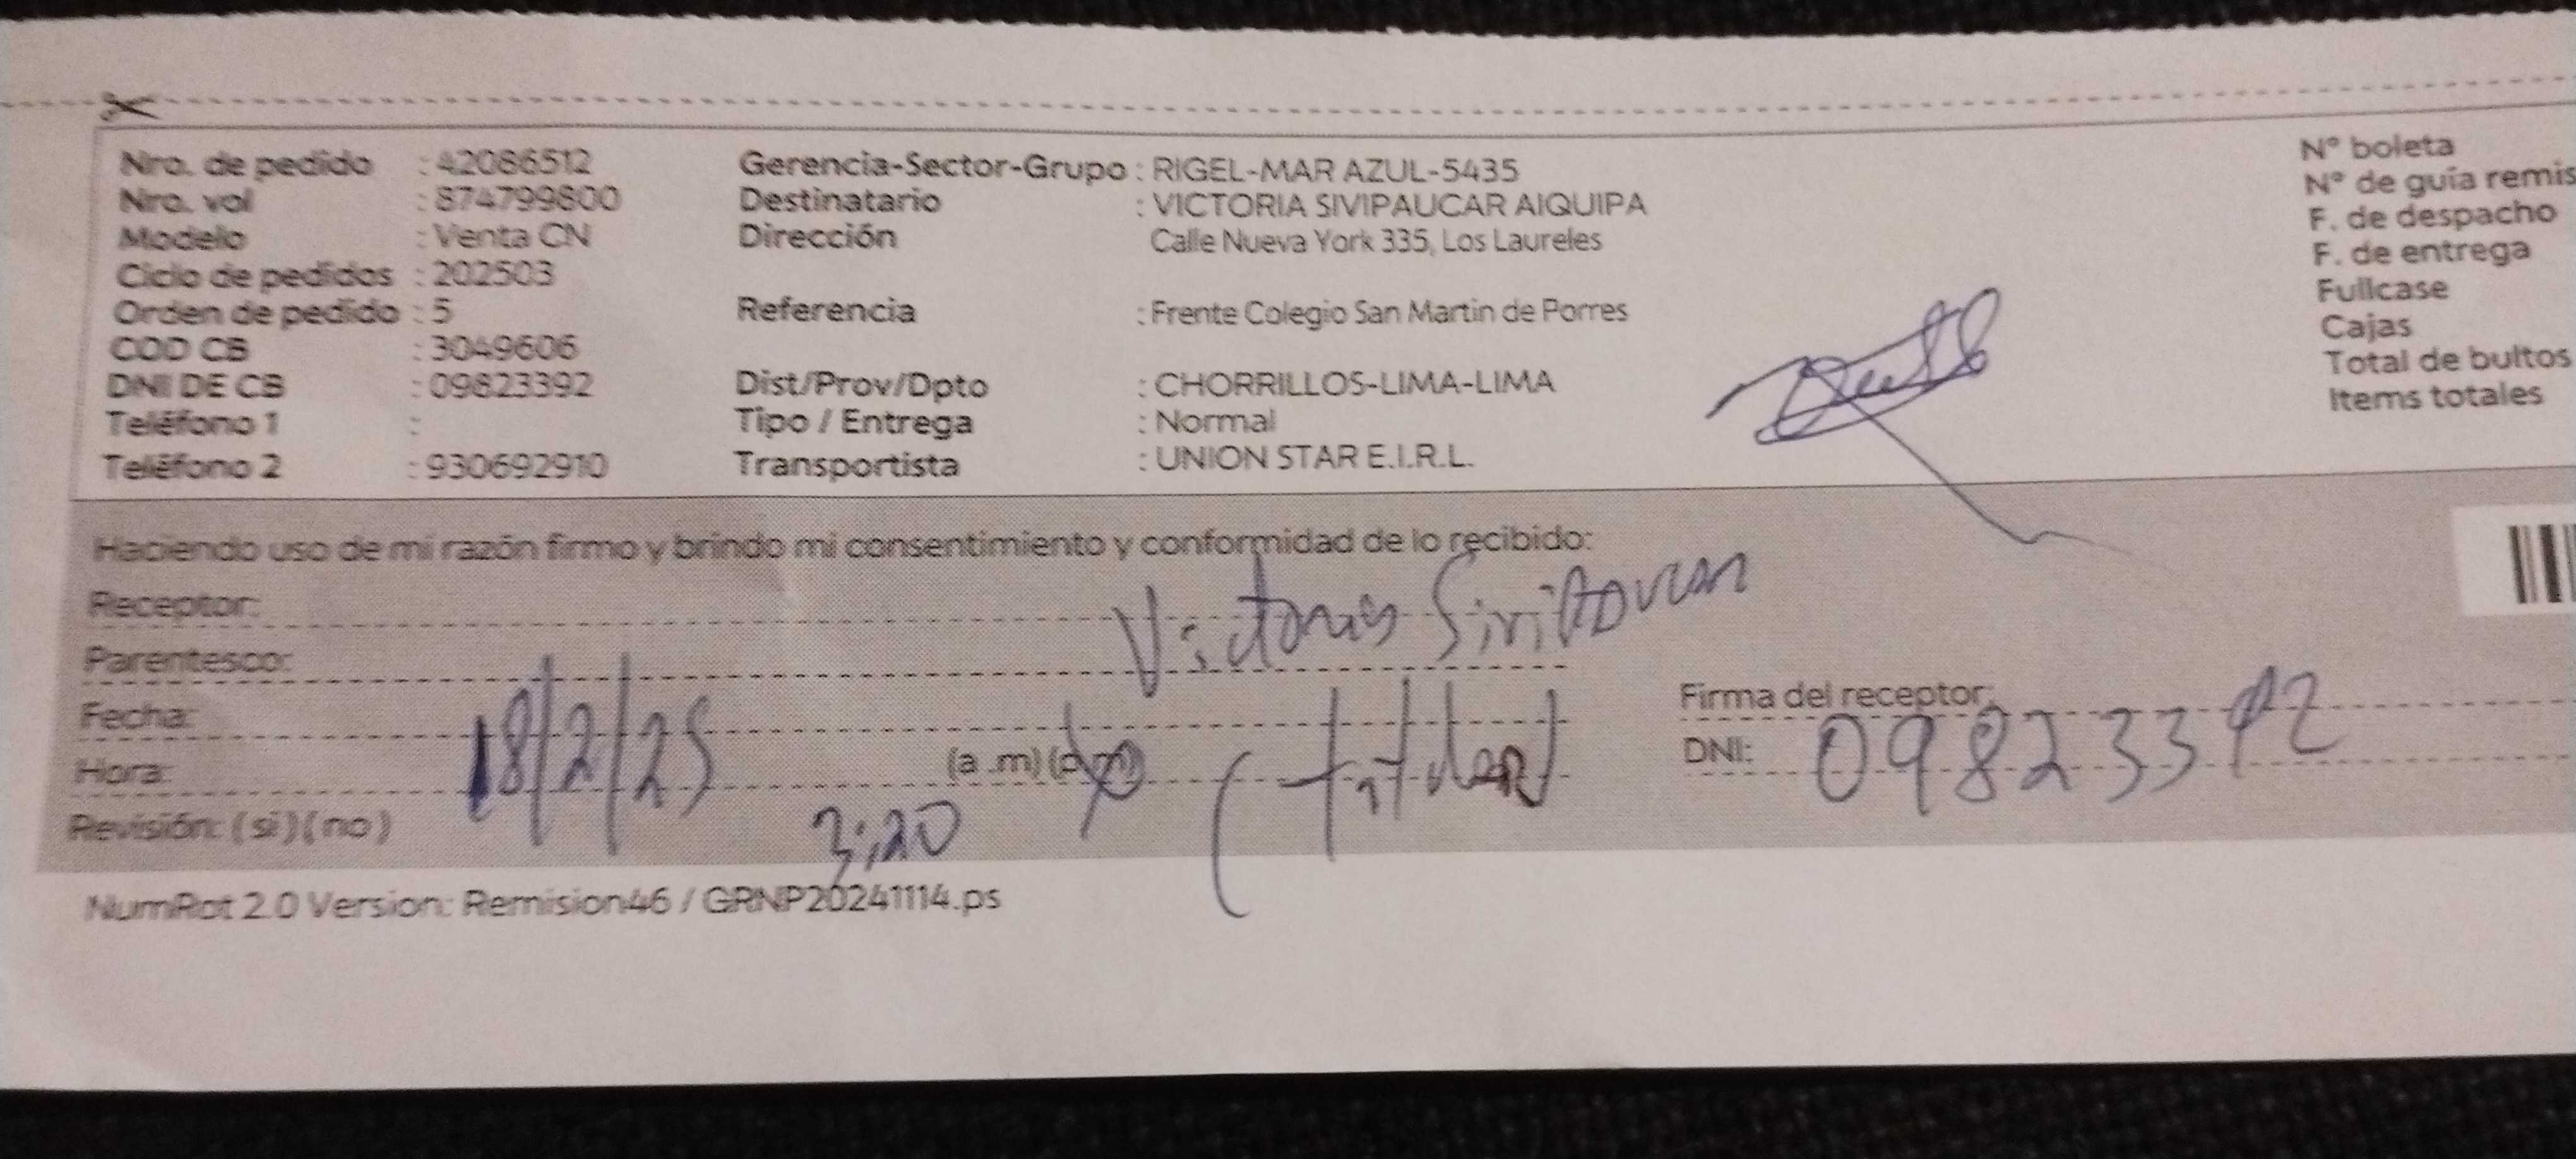 Nro. de pedido : 42086512 Gerencia-Sector-Grupo : RIGEL-MAR AZUL-5435 N° boleta
Nro. vol : 874799800 Destinatario : VICTORIA SIVIPAUCAR AIQUIPA N° de guía remis
Modelo : Venta CN Dirección Calle Nueva York 335, Los Laureles F. de despacho
Ciclo de pedidos : 202503 F. de entrega
Orden de pedido : 5 Referencia : Frente Colegio San Martin de Porres Fullcase
COD CB : 3049606 Cajas
DNI DE CB : 09823392 Dist/Prov/Dpto : CHORRILLOS-LIMA-LIMA Total de bultos
Teléfono 1 : Tipo / Entrega : Normal Items totales
Teléfono 2 : 930692910 Transportista : UNION STAR E.I.R.L.
Haciendo uso de mi razón firmo y brindo mi consentimiento y conformidad de lo recibido:
Receptor: Victoria
Parentesco:
Fecha: 18/2/25 Firma del receptor:
Hora: 3:20 (a .m) (p.m) (titular) DNI: 09823392
Revisión: (si) (no)
NumRot 2.0 Version: Remision46 / GRNP20241114.ps